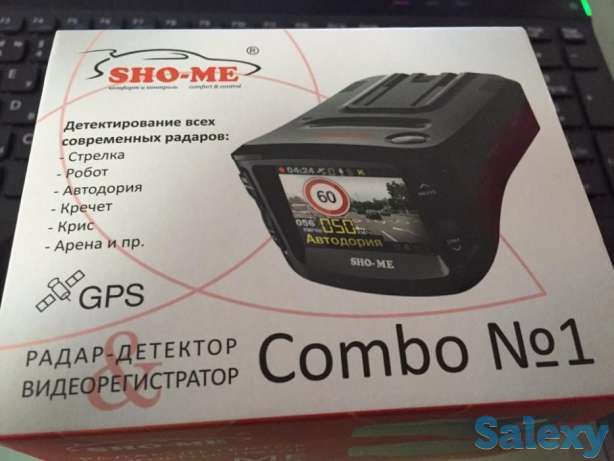 SHO-ME®
комфорт и контроль comfort & control
Детектирование всех
современных радаров:
- Стрелка
- Робот
- Автодория
- Кречет
- Крис
- Арена и пр.
GPS
04:24
K
60
056
050
Автодория
SHO-ME
РАДАР-ДЕТЕКТОР
&
ВИДЕОРЕГИСТРАТОР
Combo №1
Salexy